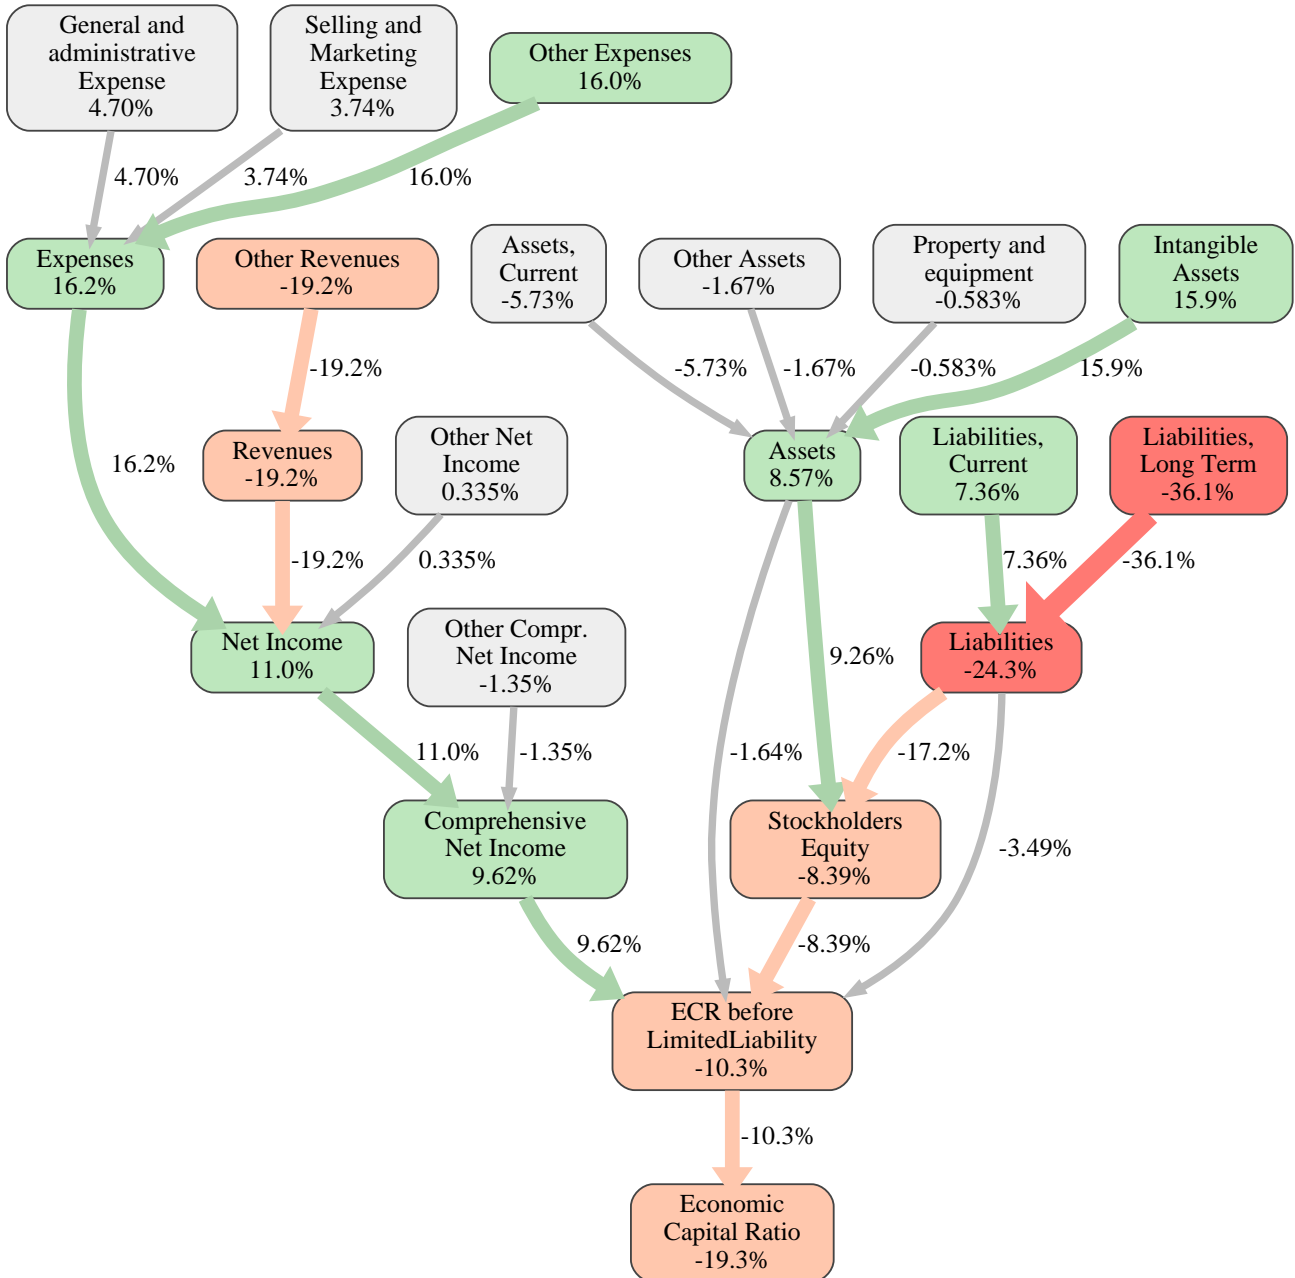 General and
administrative
Expense
4.70%
Selling and
Marketing
Expense
3.74%
Other Expenses
16.0%
4.70%
3.74%
16.0%
Expenses
16.2%
Other Revenues
-19.2%
Assets,
Current
-5.73%
Other Assets
-1.67%
Property and
equipment
-0.583%
Intangible
Assets
15.9%
-19.2%
-5.73%
-1.67%
-0.583%
15.9%
16.2%
Revenues
-19.2%
Other Net
Income
0.335%
Assets
8.57%
Liabilities,
Current
7.36%
Liabilities,
Long Term
-36.1%
-19.2%
0.335%
7.36%
-36.1%
Net Income
11.0%
Other Compr.
Net Income
-1.35%
9.26%
Liabilities
-24.3%
11.0%
-1.35%
-1.64%
-17.2%
Comprehensive
Net Income
9.62%
Stockholders
Equity
-8.39%
-3.49%
9.62%
-8.39%
ECR before
LimitedLiability
-10.3%
-10.3%
Economic
Capital Ratio
-19.3%